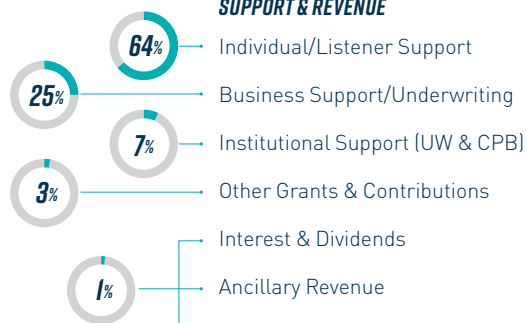 SUPPORT & REVENUE
64% Individual/Listener Support
25% Business Support/Underwriting
7% Institutional Support (UW & CPB)
3% Other Grants & Contributions
Interest & Dividends
1% Ancillary Revenue